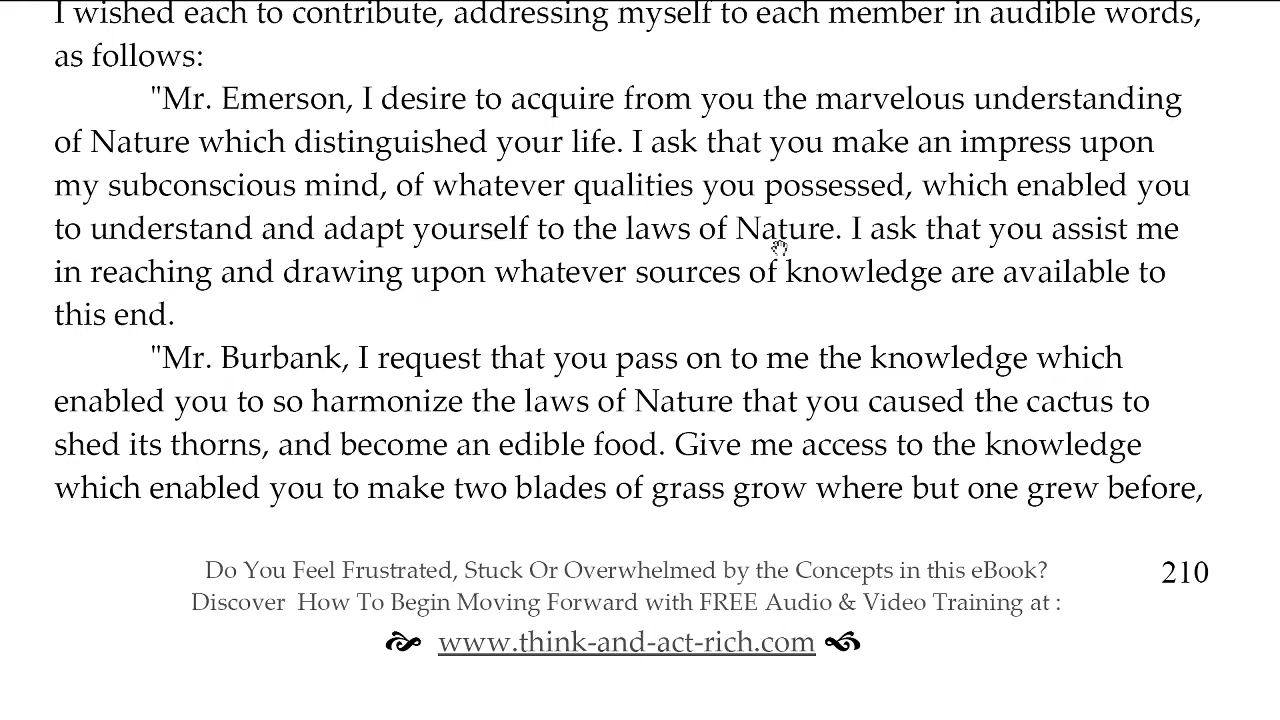 I wished each to contribute, addressing myself to each member in audible words,
as follows:
"Mr. Emerson, I desire to acquire from you the marvelous understanding
of Nature which distinguished your life. I ask that you make an impress upon
my subconscious mind, of whatever qualities you possessed, which enabled you
to understand and adapt yourself to the laws of Nature. I ask that you assist me
in reaching and drawing upon whatever sources of knowledge are available to
this end.
"Mr. Burbank, I request that you pass on to me the knowledge which
enabled you to so harmonize the laws of Nature that you caused the cactus to
shed its thorns, and become an edible food. Give me access to the knowledge
which enabled you to make two blades of grass grow where but one grew before,
Do You Feel Frustrated, Stuck Or Overwhelmed by the Concepts in this eBook?
210
Discover How To Begin Moving Forward with FREE Audio & Video Training at :
www.think-and-act-rich.com